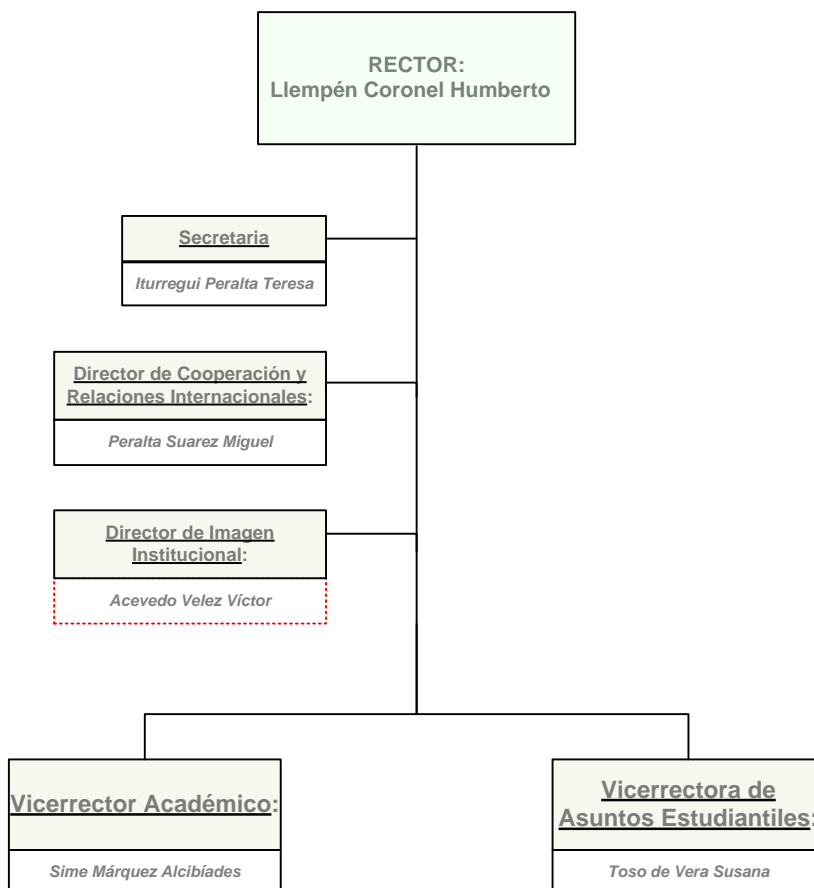 RECTOR:
Llempén Coronel Humberto
Secretaria
Iturregui Peralta Teresa
Director de Cooperación y
Relaciones Internacionales:
Peralta Suarez Miguel
Director de Imagen
Institucional:
Acevedo Velez Víctor
Vicerrector Académico:
Sime Márquez Alcibíades
Vicerrectora de
Asuntos Estudiantiles:
Toso de Vera Susana